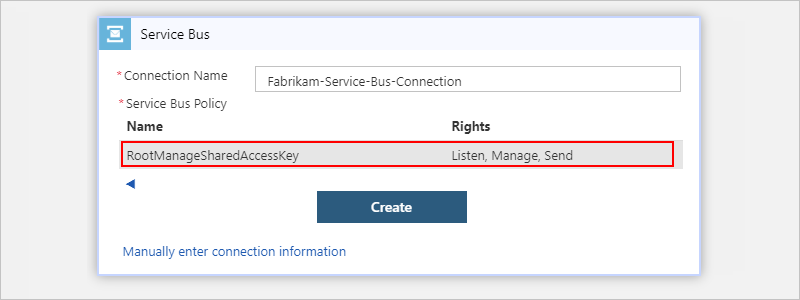 Service Bus
* Connection Name Fabrikam-Service-Bus-Connection
* Service Bus Policy
Name Rights
RootManageSharedAccessKey Listen, Manage, Send
Create
Manually enter connection information